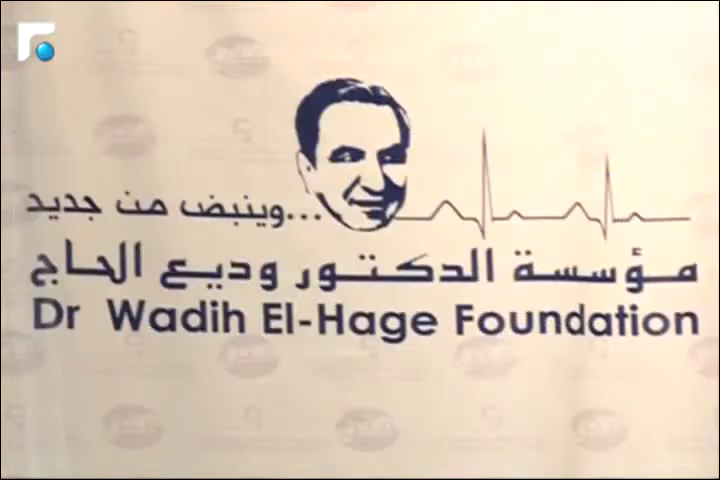 ...وينبض من جديد
مؤسسة الدكتور وديع الحاج
Dr Wadih El-Hage Foundation